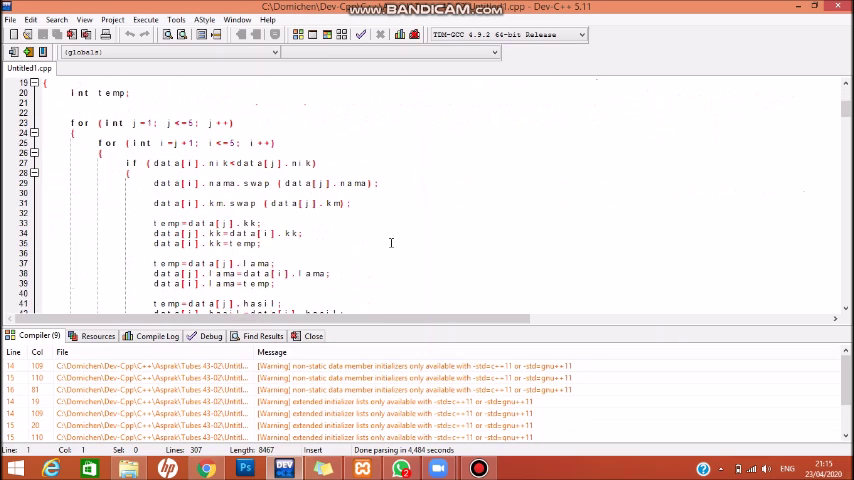 C:\Domichen\Dev-Cpp\C++\
WWW.BANDICAM.COM
Untitled1.cpp - Dev-C++ 5.11
File Edit Search View Project Execute Tools AStyle Window Help
TDM-GCC 4.9.2 64-bit Release
(globals)
Untitled1.cpp
19 {
20 int temp;
21
22
23 for (int j=1; j<=5; j++)
24 {
25 for (int i=j+1; i<=5; i++)
26 {
27 if (data[i].nik<data[j].nik)
28 {
29 data[i].nama.swap (data[j].nama);
30
31 data[i].km.swap (data[j].km);
32
33 temp=data[j].kk;
34 data[j].kk=data[i].kk;
35 data[i].kk=temp;
36
37 temp=data[j].lama;
38 data[j].lama=data[i].lama;
39 data[i].lama=temp;
40
41 temp=data[j].hasil;
42 data[j].hasil=data[i].hasil;
Compiler (9) Resources Compile Log Debug Find Results Close
Line Col File Message
14 109 C:\Domichen\Dev-Cpp\C++\Asprak\Tubes 43-02\Untitl... [Warning] non-static data member initializers only available with -std=c++11 or -std=gnu++11
15 110 C:\Domichen\Dev-Cpp\C++\Asprak\Tubes 43-02\Untitl... [Warning] non-static data member initializers only available with -std=c++11 or -std=gnu++11
16 81 C:\Domichen\Dev-Cpp\C++\Asprak\Tubes 43-02\Untitl... [Warning] non-static data member initializers only available with -std=c++11 or -std=gnu++11
14 19 C:\Domichen\Dev-Cpp\C++\Asprak\Tubes 43-02\Untitl... [Warning] extended initializer lists only available with -std=c++11 or -std=gnu++11
14 109 C:\Domichen\Dev-Cpp\C++\Asprak\Tubes 43-02\Untitl... [Warning] extended initializer lists only available with -std=c++11 or -std=gnu++11
15 20 C:\Domichen\Dev-Cpp\C++\Asprak\Tubes 43-02\Untitl... [Warning] extended initializer lists only available with -std=c++11 or -std=gnu++11
15 110 C:\Domichen\Dev-Cpp\C++\Asprak\Tubes 43-02\Untitl... [Warning] extended initializer lists only available with -std=c++11 or -std=gnu++11
Line: 1 Col: 1 Sel: 0 Lines: 307 Length: 8467 Insert Done parsing in 4,484 seconds
hp Ps DEV 2 ENG 21:15
23/04/2020